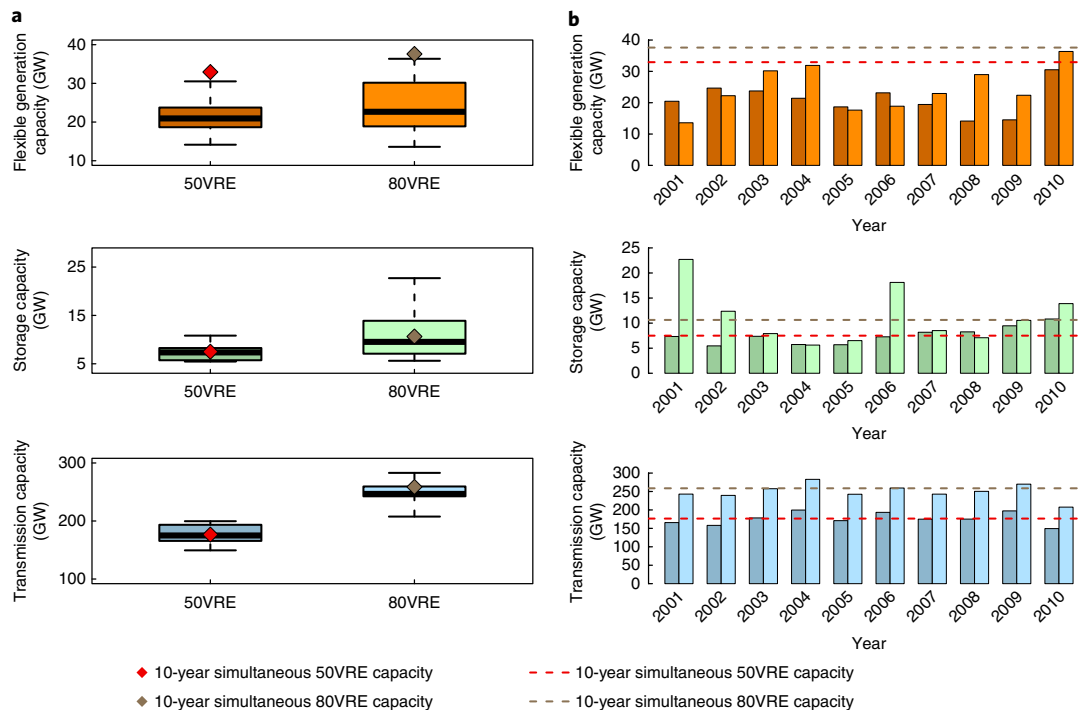 a
Flexible generation
capacity (GW)
40
30
20
10
50VRE
80VRE
Storage capacity
(GW)
25
15
5
50VRE
80VRE
Transmission capacity
(GW)
300
200
100
50VRE
80VRE
b
Flexible generation
capacity (GW)
40
30
20
10
0
2001 2002 2003 2004 2005 2006 2007 2008 2009 2010
Year
Storage capacity
(GW)
25
20
15
10
5
0
2001 2002 2003 2004 2005 2006 2007 2008 2009 2010
Year
Transmission capacity
(GW)
300
250
200
150
100
50
0
2001 2002 2003 2004 2005 2006 2007 2008 2009 2010
Year
10-year simultaneous 50VRE capacity
10-year simultaneous 80VRE capacity
10-year simultaneous 50VRE capacity
10-year simultaneous 80VRE capacity